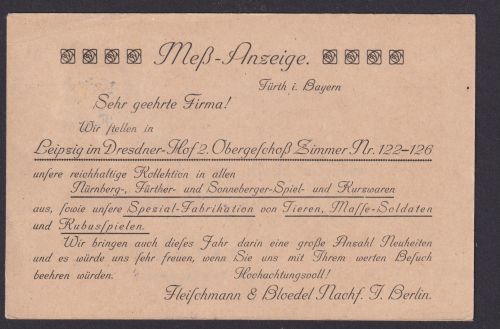 Meß-Anzeige.
Fürth i. Bayern
Sehr geehrte Firma!
Wir ſtellen in
Leipzig im Dresdner-Hof 2. Obergeſchoß Zimmer Nr. 122-126
unſere reichhaltige Kollektion in allen
Nürnberg-, Fürther- und Sonneberger-Spiel- und Kurzwaren
aus, ſowie unſere Spezial-Fabrikation von Tieren, Maſſe-Soldaten
und Kubusſpielen.
Wir bringen auch dieſes Jahr darin eine große Anzahl Neuheiten
und es würde uns ſehr freuen, wenn Sie uns mit Ihrem werten Beſuch
beehren würden. Hochachtungsvoll!
Fleiſchmann & Bloedel Nachf. J. Berlin.